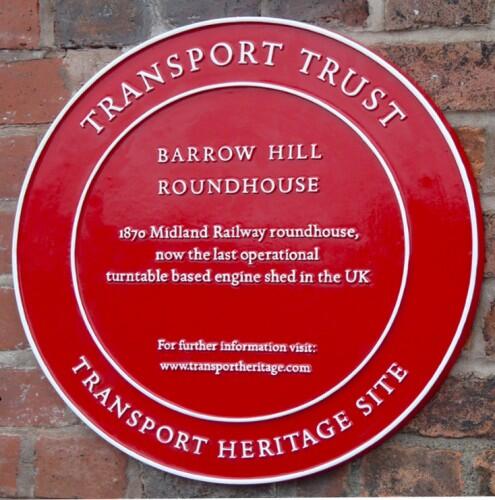 TRANSPORT TRUST
BARROW HILL
ROUNDHOUSE
1870 Midland Railway roundhouse,
now the last operational
turntable based engine shed in the UK
For further information visit:
www.transportheritage.com
TRANSPORT HERITAGE SITE